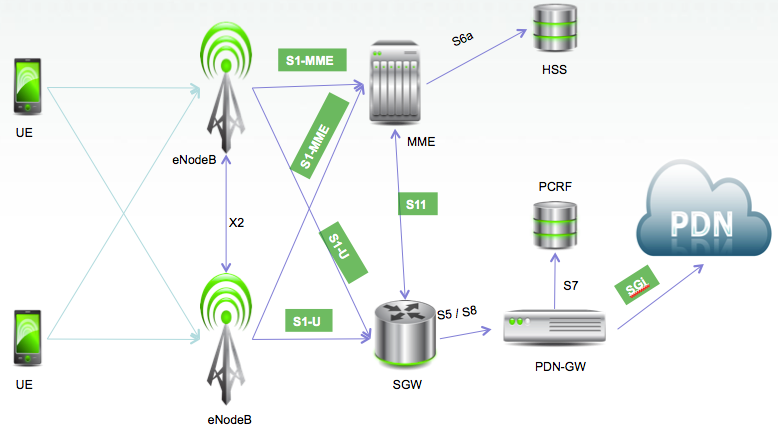 S1-MME
S6a
HSS
UE
MME
S1-MME
eNodeB
PCRF
S11
PDN
X2
S1-U
S7
SGi
S1-U
S5 / S8
PDN-GW
UE
SGW
eNodeB